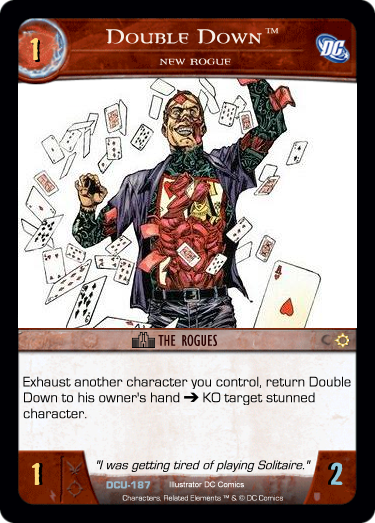 1
DOUBLE DOWN™
DC
NEW ROGUE
THE ROGUES
Exhaust another character you control, return Double
Down to his owner's hand ➔ KO target stunned
character.
"I was getting tired of playing Solitaire."
1
DCU-187 Illustrator DC Comics
2
Characters, Related Elements ™ & © DC Comics